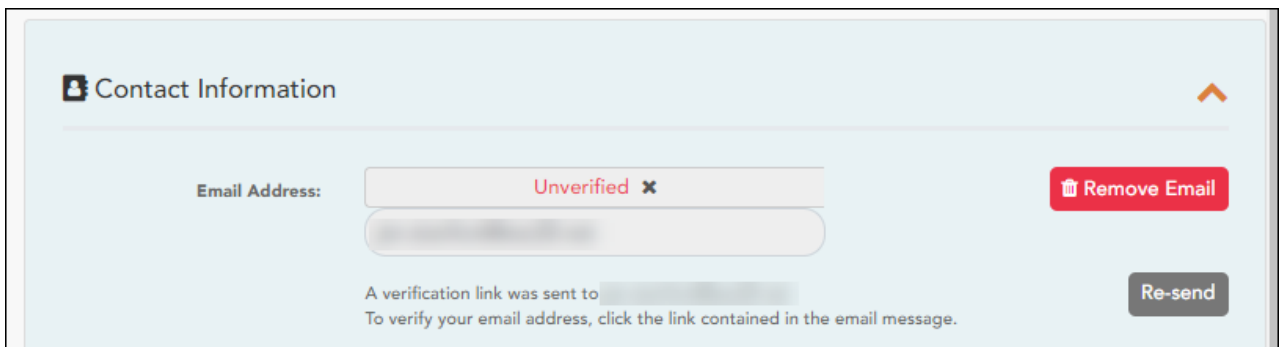 Contact Information
Email Address:
Unverified ✖
Remove Email
A verification link was sent to
Re-send
To verify your email address, click the link contained in the email message.